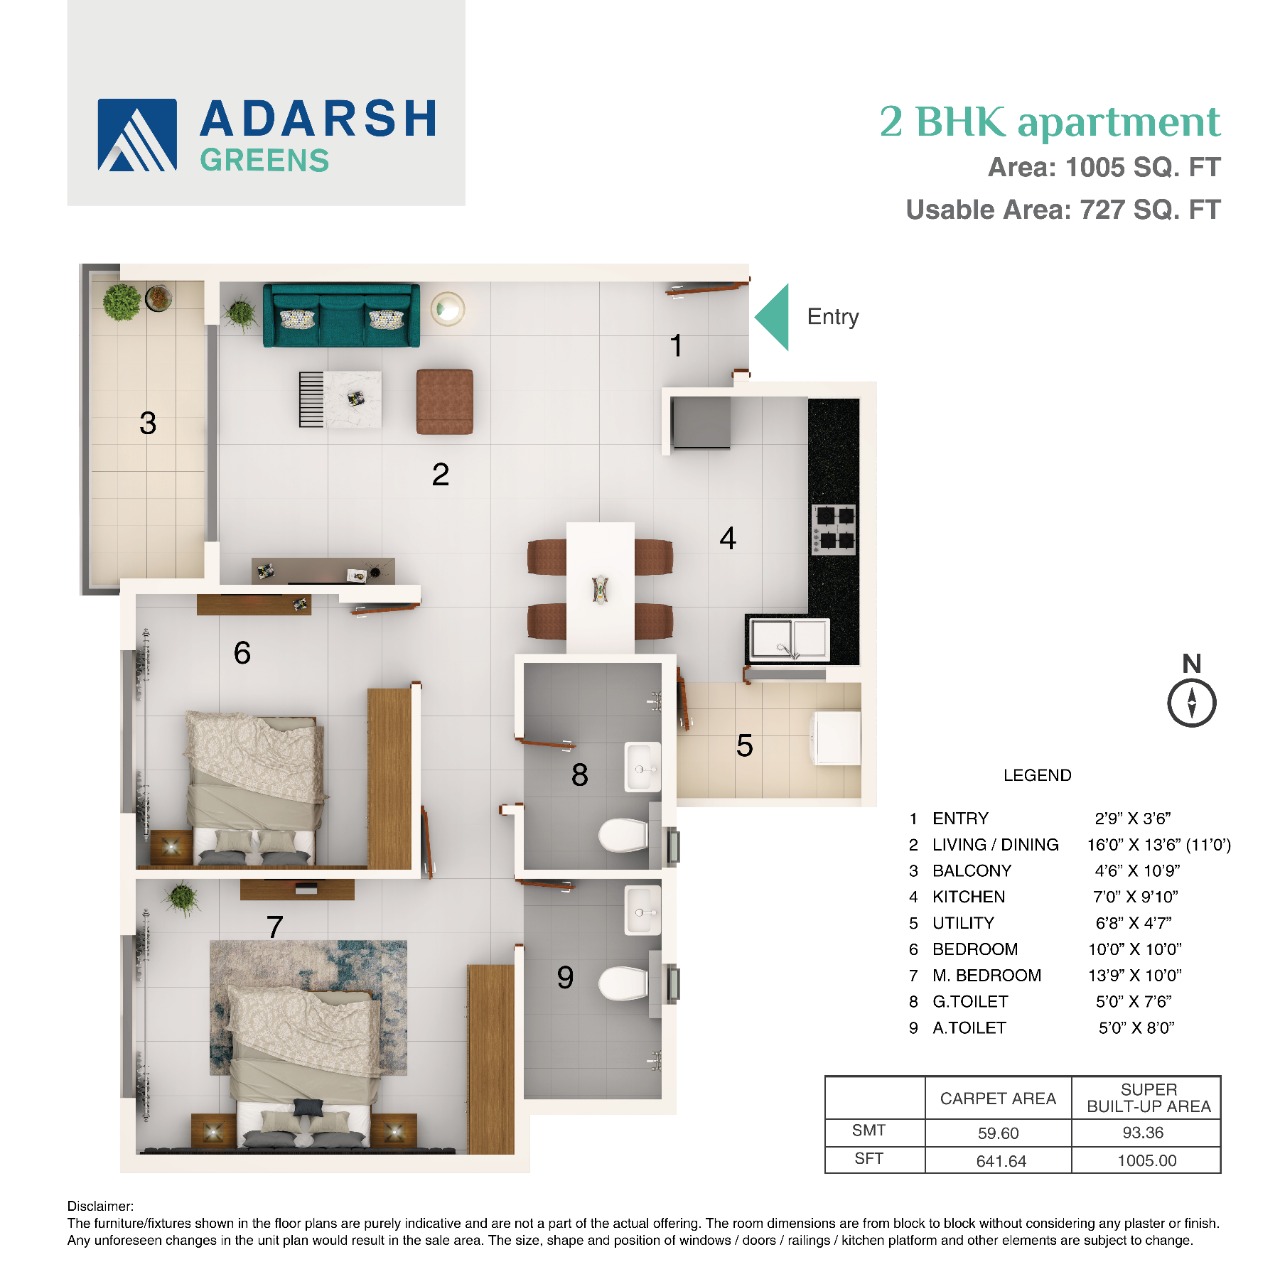 ADARSH
GREENS
2 BHK apartment
Area: 1005 SQ. FT
Usable Area: 727 SQ. FT
Entry
1
3
2
4
6
5
8
7
9
N
LEGEND
1 ENTRY 2’9” X 3’6”
2 LIVING / DINING 16’0” X 13’6” (11’0’)
3 BALCONY 4’6” X 10’9”
4 KITCHEN 7’0” X 9’10”
5 UTILITY 6’8” X 4’7”
6 BEDROOM 10’0” X 10’0”
7 M. BEDROOM 13’9” X 10’0”
8 G.TOILET 5’0” X 7’6”
9 A.TOILET 5’0” X 8’0”
CARPET AREA SUPER
BUILT-UP AREA
SMT 59.60 93.36
SFT 641.64 1005.00
Disclaimer:
The furniture/fixtures shown in the floor plans are purely indicative and are not a part of the actual offering. The room dimensions are from block to block without considering any plaster or finish.
Any unforeseen changes in the unit plan would result in the sale area. The size, shape and position of windows / doors / railings / kitchen platform and other elements are subject to change.